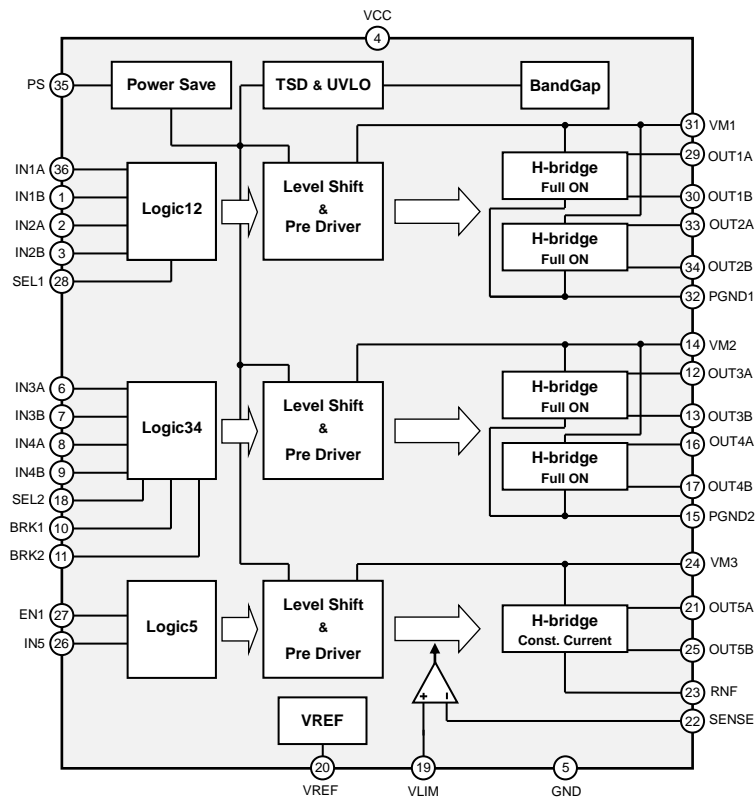 VCC
4
PS 35 Power Save TSD & UVLO BandGap
31 VM1
IN1A 36
29 OUT1A
H-bridge
Full ON
IN1B 1
Logic12
Level Shift
&
Pre Driver
30 OUT1B
IN2A 2
33 OUT2A
H-bridge
Full ON
IN2B 3
34 OUT2B
SEL1 28
32 PGND1
14 VM2
IN3A 6
12 OUT3A
H-bridge
Full ON
IN3B 7
13 OUT3B
Logic34
Level Shift
&
Pre Driver
IN4A 8
16 OUT4A
H-bridge
Full ON
IN4B 9
17 OUT4B
SEL2 18
15 PGND2
BRK1 10
BRK2 11
24 VM3
EN1 27
21 OUT5A
Logic5
Level Shift
&
Pre Driver
H-bridge
Const. Current
IN5 26
25 OUT5B
+ −
23 RNF
VREF
22 SENSE
20 19 5
VREF VLIM GND